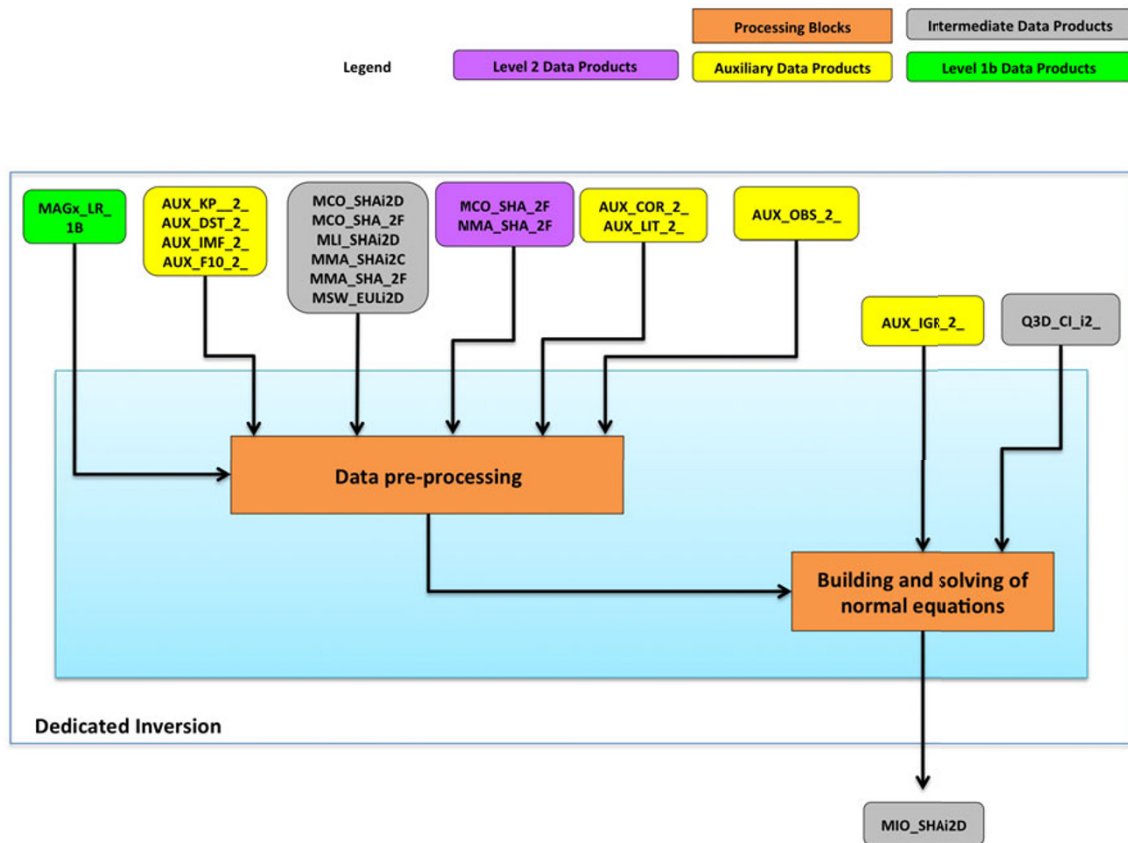 Processing Blocks
Intermediate Data Products
Legend
Level 2 Data Products
Auxiliary Data Products
Level 1b Data Products
MAGx_LR_
1B
AUX_KP__2_
AUX_DST_2_
AUX_IMF_2_
AUX_F10_2_
MCO_SHAi2D
MCO_SHA_2F
MLI_SHAi2D
MMA_SHAi2C
MMA_SHA_2F
MSW_EULi2D
MCO_SHA_2F
NMA_SHA_2F
AUX_COR_2_
AUX_LIT_2_
AUX_OBS_2_
AUX_IGR_2_
Q3D_CI_i2_
Data pre-processing
Building and solving of
normal equations
Dedicated Inversion
MIO_SHAi2D